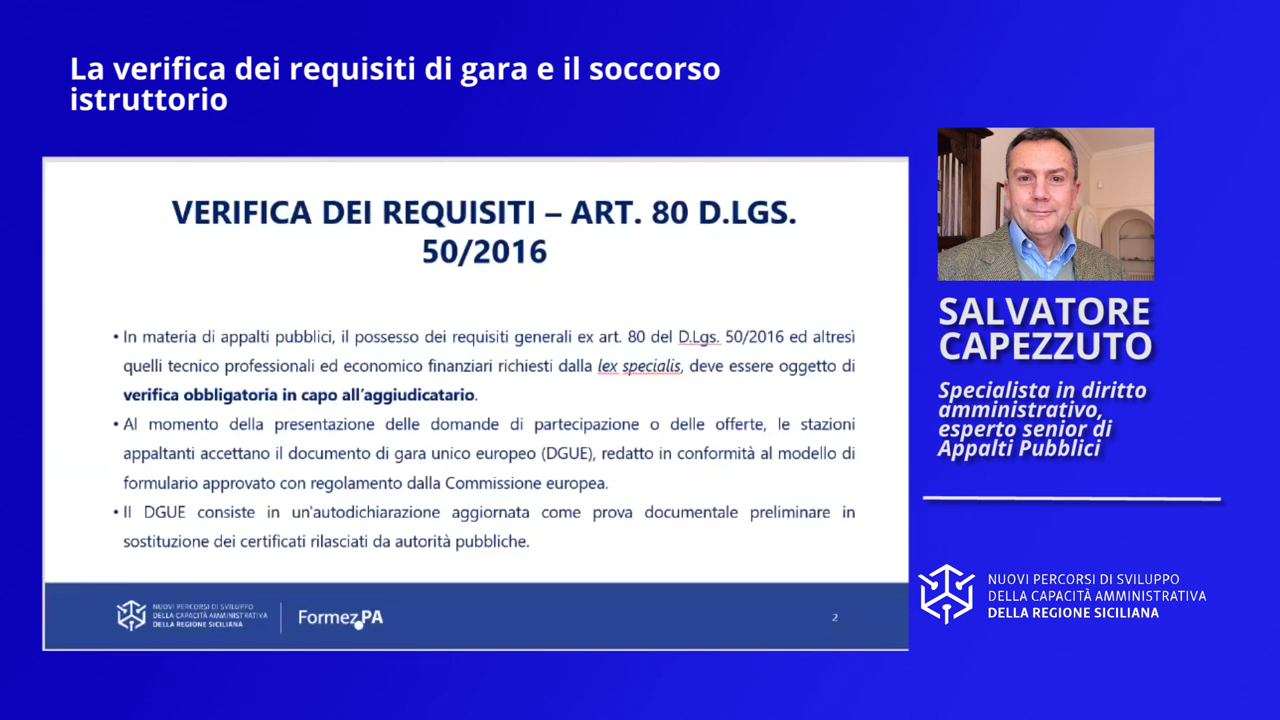 La verifica dei requisiti di gara e il soccorso
istruttorio
VERIFICA DEI REQUISITI – ART. 80 D.LGS.
50/2016
• In materia di appalti pubblici, il possesso dei requisiti generali ex art. 80 del D.Lgs. 50/2016 ed altresì
quelli tecnico professionali ed economico finanziari richiesti dalla lex specialis, deve essere oggetto di
verifica obbligatoria in capo all'aggiudicatario.
• Al momento della presentazione delle domande di partecipazione o delle offerte, le stazioni
appaltanti accettano il documento di gara unico europeo (DGUE), redatto in conformità al modello di
formulario approvato con regolamento dalla Commissione europea.
• Il DGUE consiste in un'autodichiarazione aggiornata come prova documentale preliminare in
sostituzione dei certificati rilasciati da autorità pubbliche.
NUOVI PERCORSI DI SVILUPPO
DELLA CAPACITÀ AMMINISTRATIVA
DELLA REGIONE SICILIANA
Formez PA
2
SALVATORE
CAPEZZUTO
Specialista in diritto
amministrativo,
esperto senior di
Appalti Pubblici
NUOVI PERCORSI DI SVILUPPO
DELLA CAPACITÀ AMMINISTRATIVA
DELLA REGIONE SICILIANA